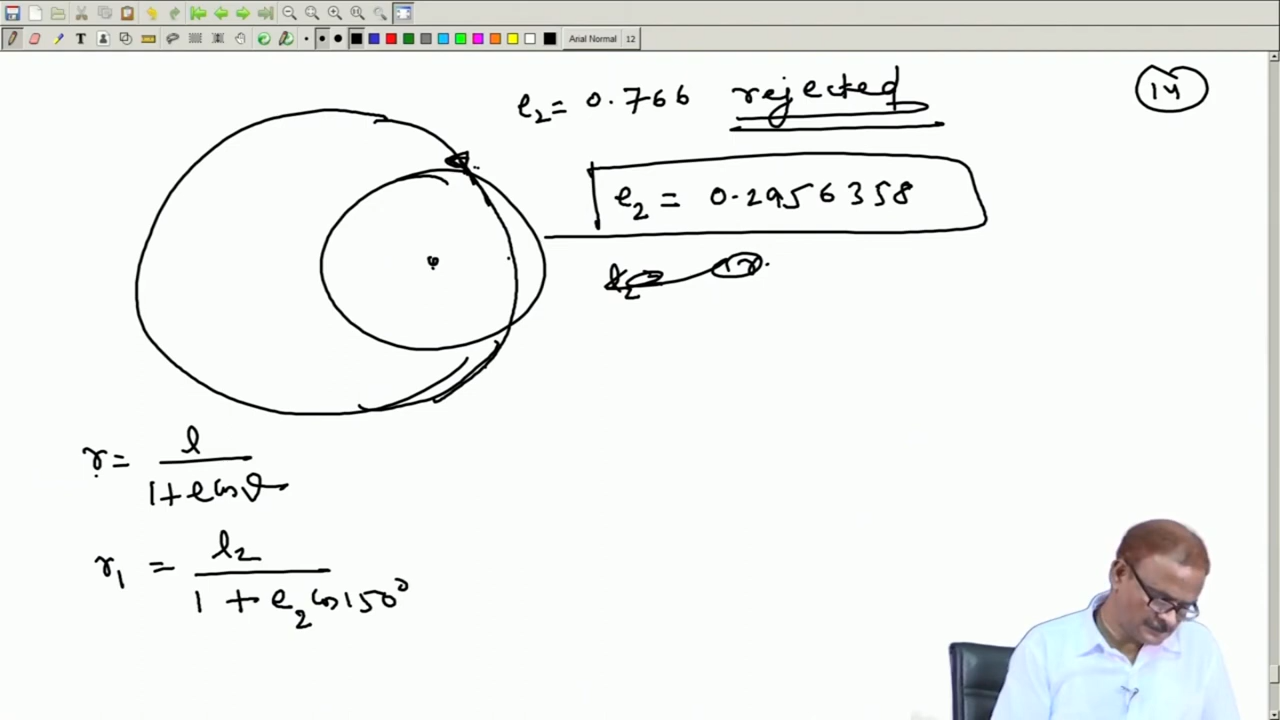 Arial Normal 12
e₂ = 0.766 rejected
14
e₂ = 0.2956358
r = l / (1 + e cos θ)
r₁ = l₂ / (1 + e₂ cos 150°)